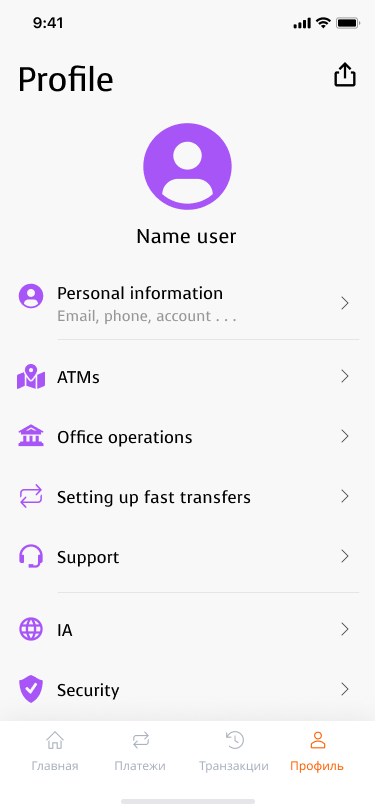 9:41
Profile
Name user
Personal information
Email, phone, account . . .
ATMs
Office operations
Setting up fast transfers
Support
IA
Security
Главная Платежи Транзакции Профиль